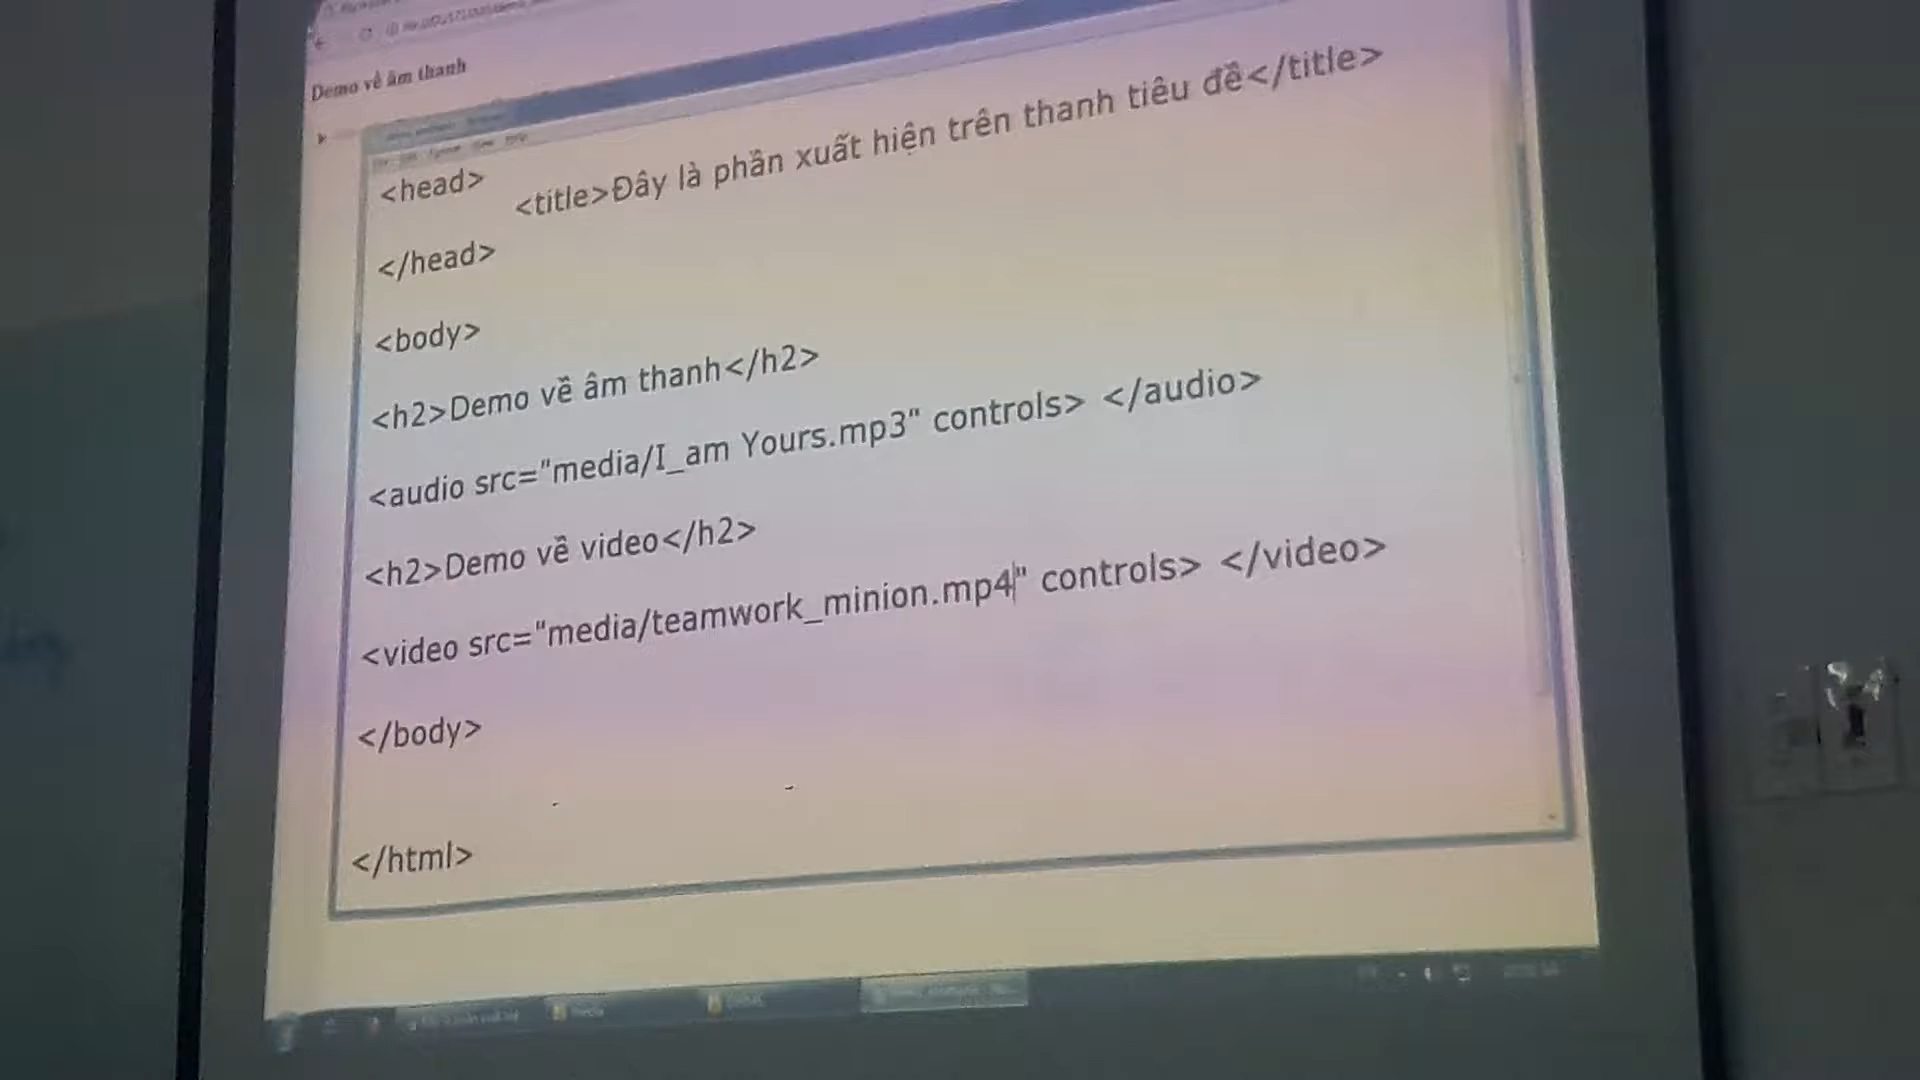 Demo về âm thanh
<head>
<title>Đây là phần xuất hiện trên thanh tiêu đề</title>
</head>
<body>
<h2>Demo về âm thanh</h2>
<audio src="media/I_am Yours.mp3" controls> </audio>
<h2>Demo về video</h2>
<video src="media/teamwork_minion.mp4" controls> </video>
</body>
</html>